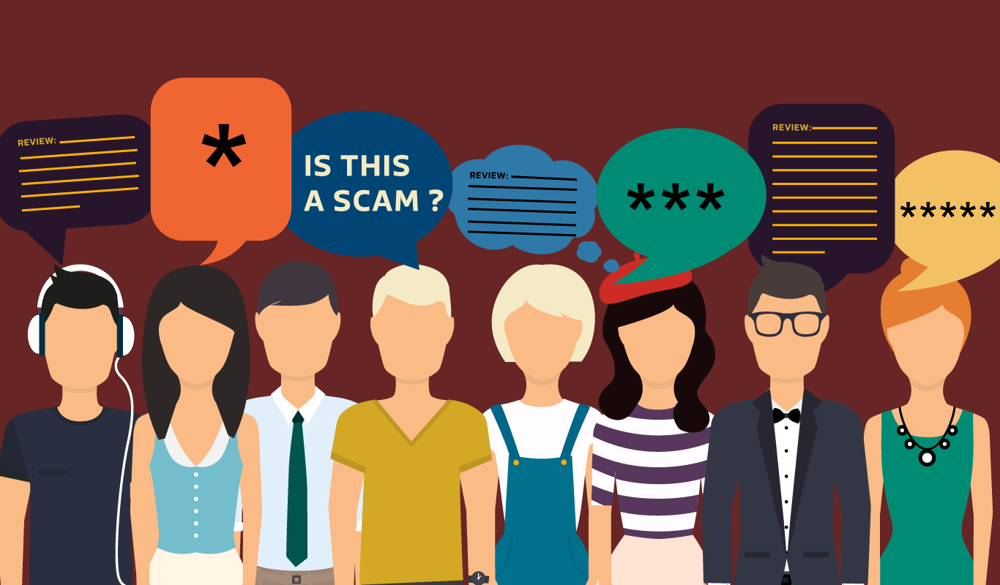 REVIEW:
*
IS THIS
A SCAM ?
REVIEW:
***
REVIEW:
*****